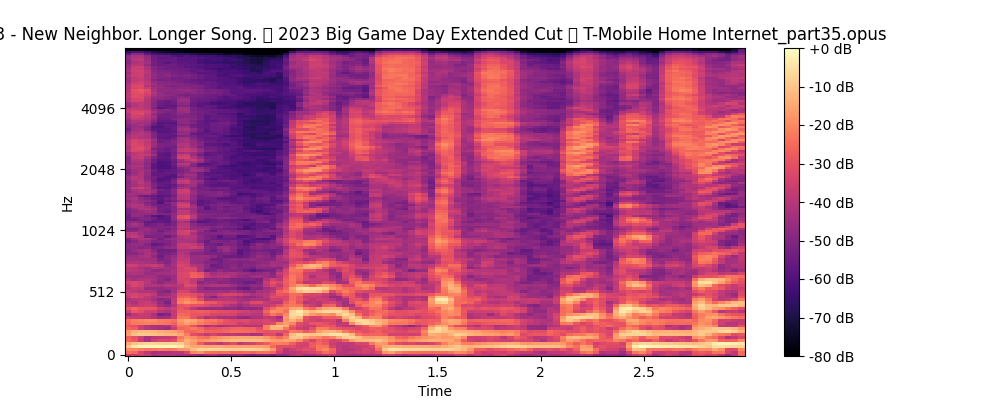 3 - New Neighbor. Longer Song. 2023 Big Game Day Extended Cut T-Mobile Home Internet_part35.opus
+0 dB
-10 dB
-20 dB
-30 dB
-40 dB
-50 dB
-60 dB
-70 dB
-80 dB
4096
2048
1024
512
0
Hz
0 0.5 1 1.5 2 2.5
Time